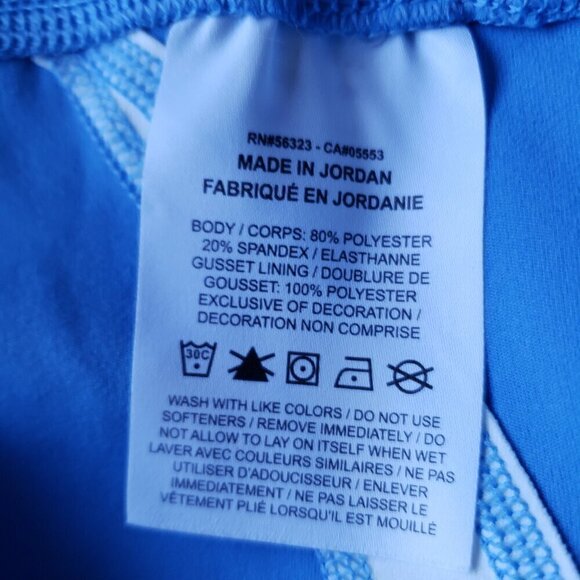 RN#56323 - CA#05553
MADE IN JORDAN
FABRIQUÉ EN JORDANIE
BODY / CORPS: 80% POLYESTER
20% SPANDEX / ELASTHANNE
GUSSET LINING / DOUBLURE DE
GOUSSET: 100% POLYESTER
EXCLUSIVE OF DECORATION /
DECORATION NON COMPRISE
30C
WASH WITH LIKE COLORS / DO NOT USE
SOFTENERS / REMOVE IMMEDIATELY / DO
NOT ALLOW TO LAY ON ITSELF WHEN WET
LAVER AVEC COULEURS SIMILAIRES / NE PAS
UTILISER D'ADOUCISEUR / ENLEVER
IMMEDIATEMENT / NE PAS LAISSER LE
VÊTEMENT PLIÉ LORSQU'IL EST MOUILLÉ